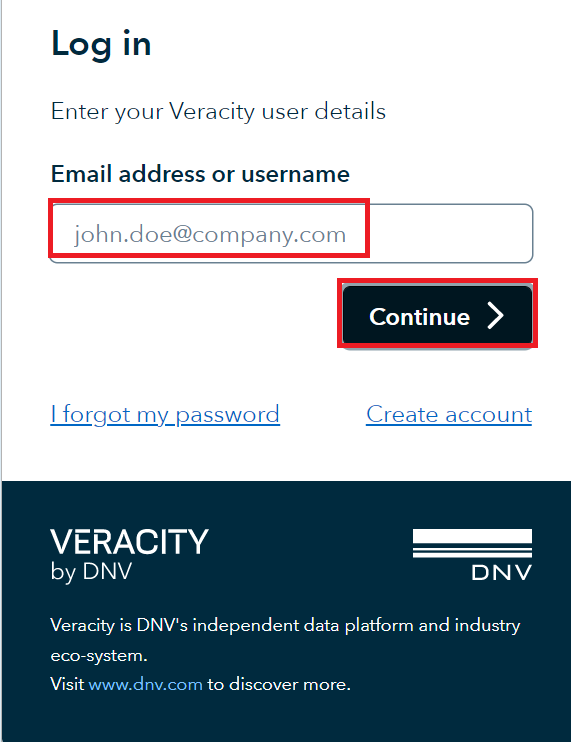 Log in
Enter your Veracity user details
Email address or username
john.doe@company.com
Continue
I forgot my password
Create account
VERACITY
by DNV
DNV
Veracity is DNV's independent data platform and industry
eco-system.
Visit www.dnv.com to discover more.